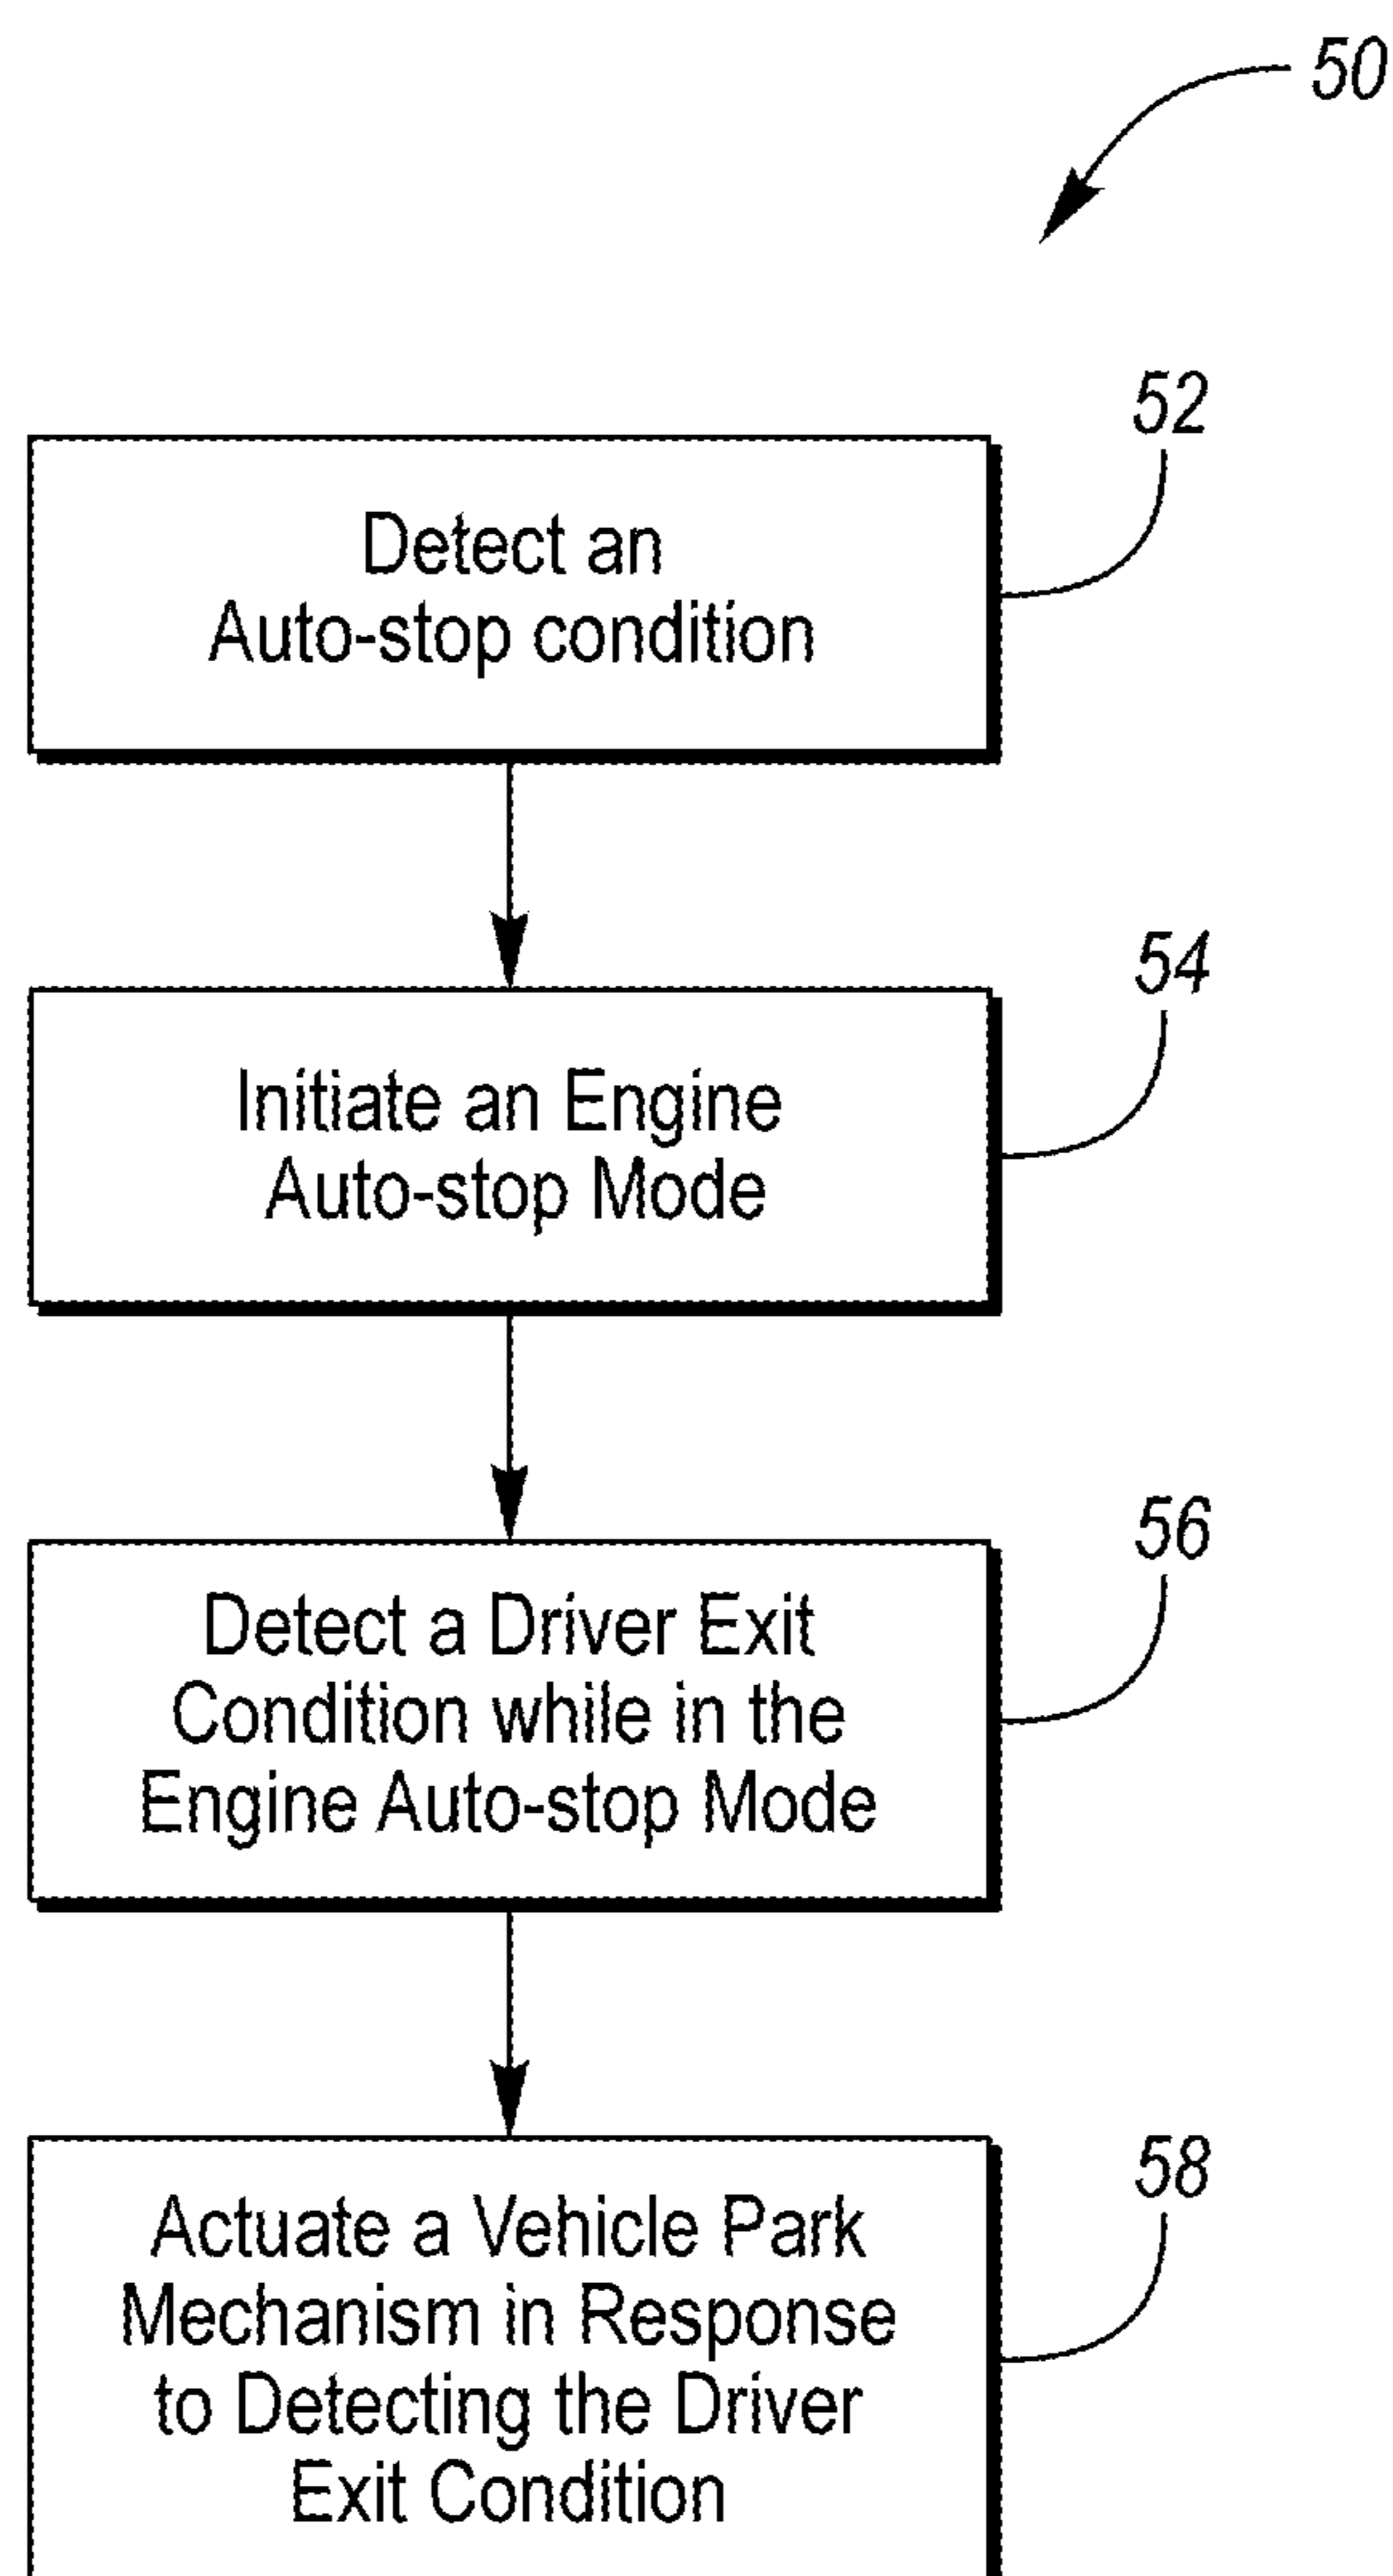 50
52
Detect an
Auto-stop condition
54
Initiate an Engine
Auto-stop Mode
56
Detect a Driver Exit
Condition while in the
Engine Auto-stop Mode
58
Actuate a Vehicle Park
Mechanism in Response
to Detecting the Driver
Exit Condition